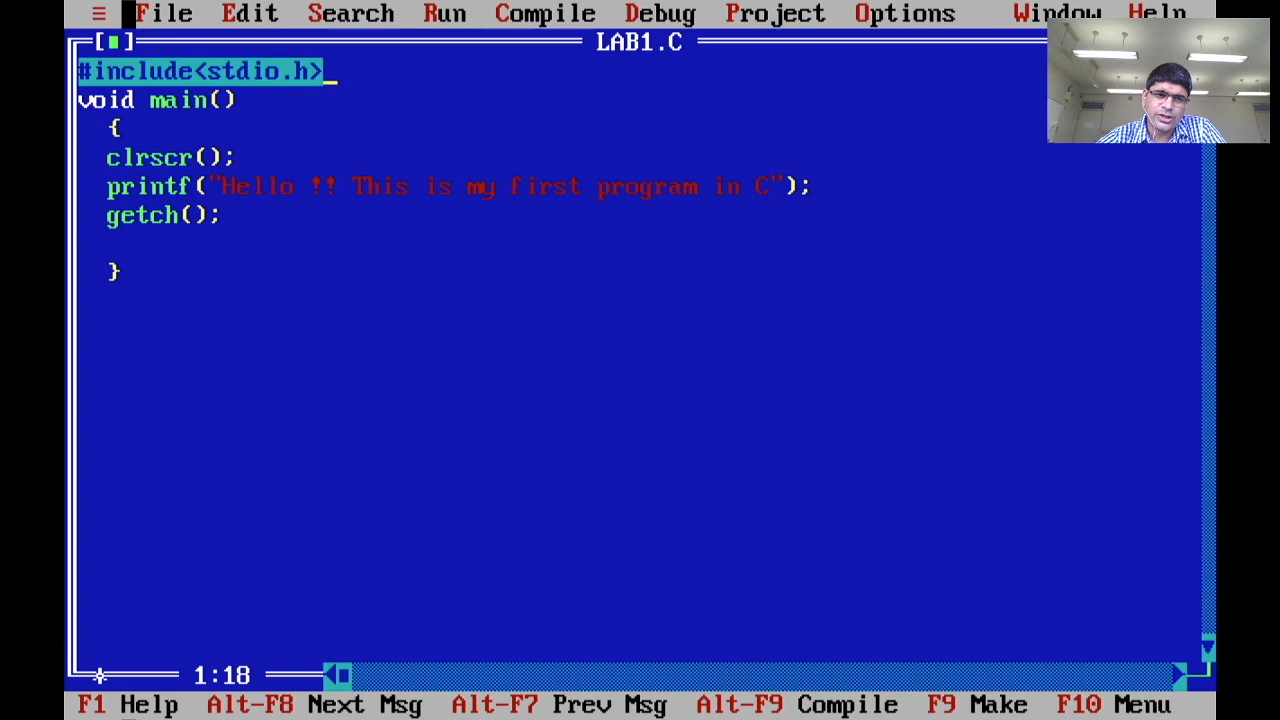 ≡ File Edit Search Run Compile Debug Project Options Window Help
[■] LAB1.C
#include<stdio.h>_
void main()
{
clrscr();
printf("Hello !! This is my first program in C");
getch();
}
* 1:18
F1 Help Alt-F8 Next Msg Alt-F7 Prev Msg Alt-F9 Compile F9 Make F10 Menu